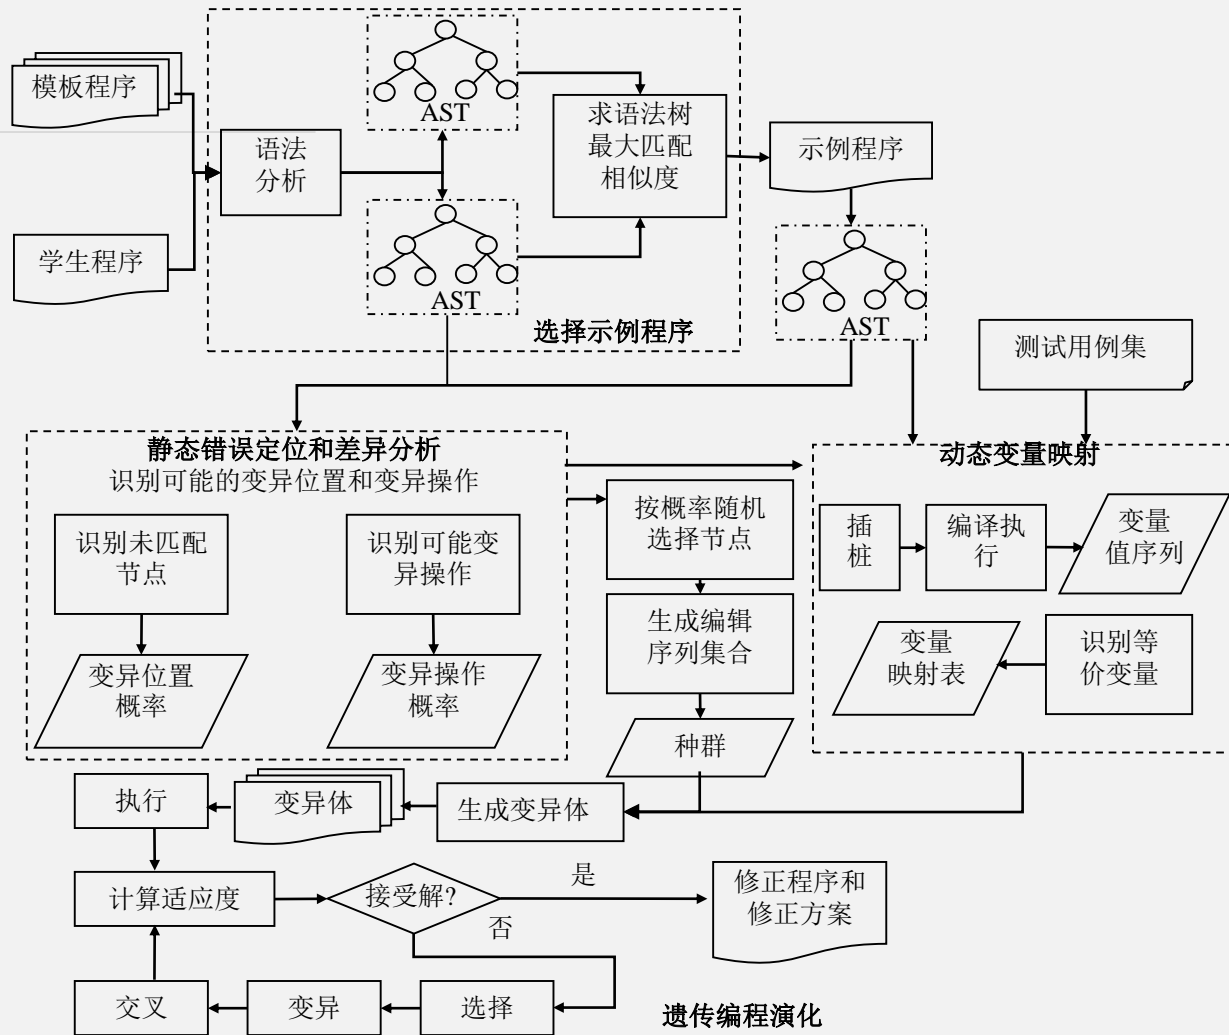 模板程序
学生程序
语法
分析
AST
AST
求语法树
最大匹配
相似度
选择示例程序
示例程序
AST
测试用例集
静态错误定位和差异分析
识别可能的变异位置和变异操作
识别未匹配
节点
识别可能变
异操作
变异位置
概率
变异操作
概率
按概率随机
选择节点
生成编辑
序列集合
种群
动态变量映射
插
桩
编译执
行
变量
值序列
变量
映射表
识别等
价变量
执行
变异体
生成变异体
计算适应度
接受解?
是
否
修正程序和
修正方案
交叉
变异
选择
遗传编程演化